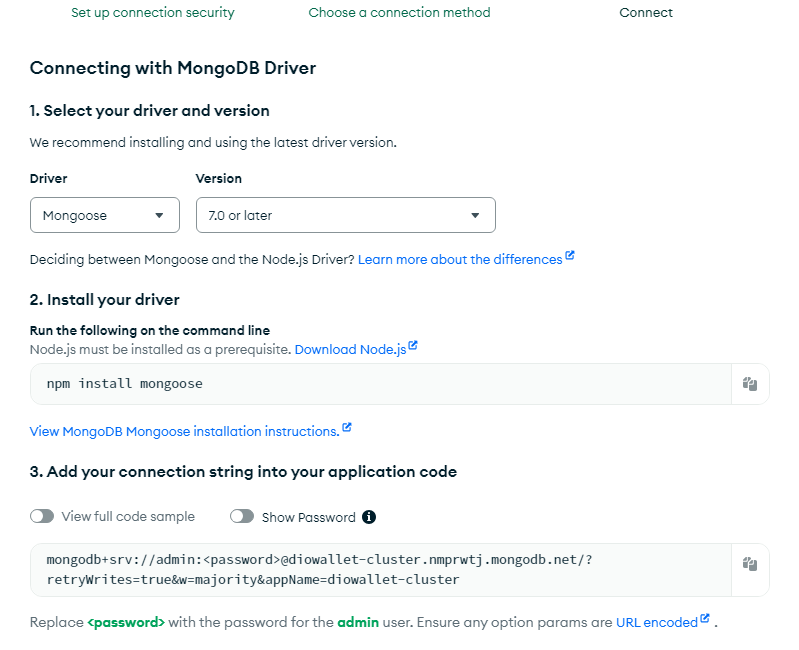 Set up connection security Choose a connection method Connect
Connecting with MongoDB Driver
1. Select your driver and version
We recommend installing and using the latest driver version.
Driver Version
Mongoose 7.0 or later
Deciding between Mongoose and the Node.js Driver? Learn more about the differences
2. Install your driver
Run the following on the command line
Node.js must be installed as a prerequisite. Download Node.js
npm install mongoose
View MongoDB Mongoose installation instructions.
3. Add your connection string into your application code
View full code sample Show Password
mongodb+srv://admin:<password>@diowallet-cluster.nmprwtj.mongodb.net/?
retryWrites=true&w=majority&appName=diowallet-cluster
Replace <password> with the password for the admin user. Ensure any option params are URL encoded .